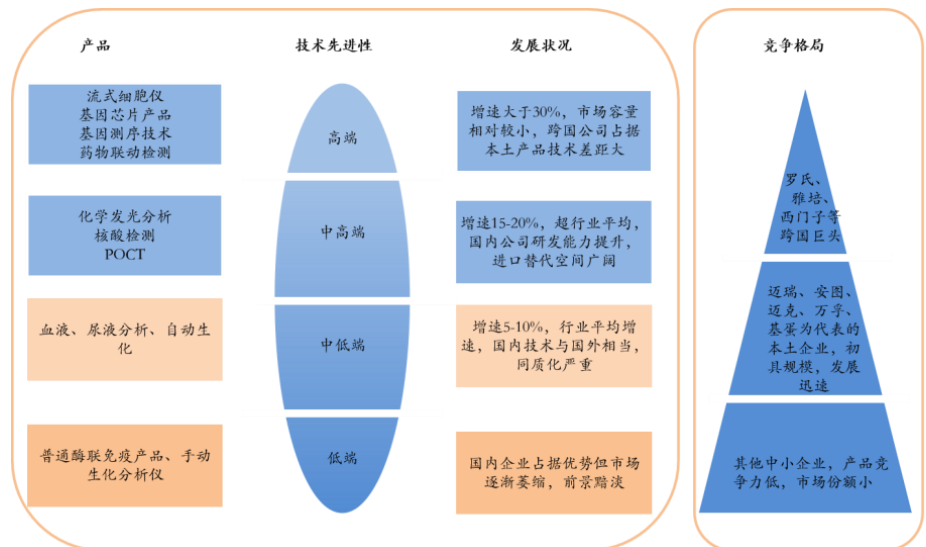 产品
技术先进性
发展状况
竞争格局
流式细胞仪
基因芯片产品
基因测序技术
药物联动检测
高端
增速大于30%，市场容量
相对较小，跨国公司占据
本土产品技术差距大
化学发光分析
核酸检测
POCT
中高端
增速15-20%，超行业平均，
国内公司研发能力提升，
进口替代空间广阔
血液、尿液分析、自动生
化
中低端
增速5-10%，行业平均增
速，国内技术与国外相当，
同质化严重
普通酶联免疫产品、手动
生化分析仪
低端
国内企业占据优势但市场
逐渐萎缩，前景黯淡
罗氏、
雅培、
西门子等
跨国巨头
迈瑞、安图、
迈克、万孚、
基蛋为代表的
本土企业，初
具规模，发展
迅速
其他中小企业，产品竞
争力低，市场份额小